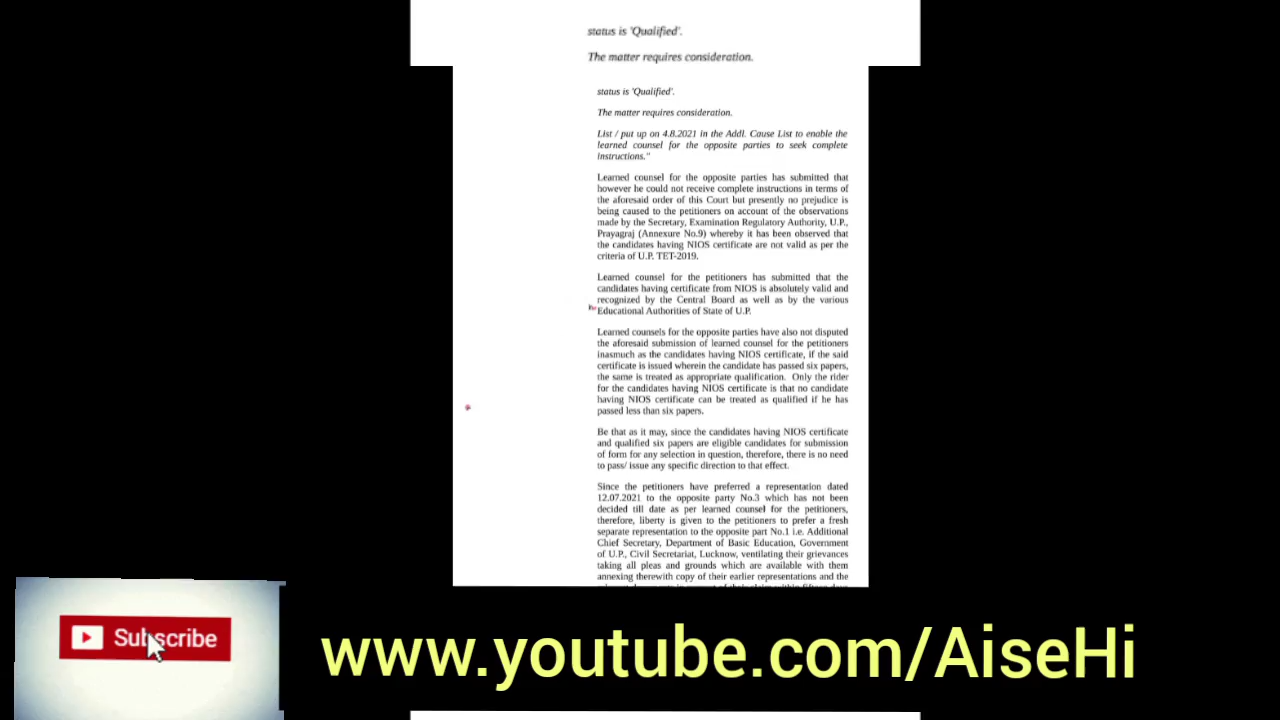 status is 'Qualified'.
The matter requires consideration.
status is 'Qualified'.
The matter requires consideration.
List / put up on 4.8.2021 in the Addl. Cause List to enable the
learned counsel for the opposite parties to seek complete
instructions."
Learned counsel for the opposite parties has submitted that
however he could not receive complete instructions in terms of
the aforesaid order of this Court but presently no prejudice is
being caused to the petitioners on account of the observations
made by the Secretary, Examination Regulatory Authority, U.P.,
Prayagraj (Annexure No.9) whereby it has been observed that
the candidates having NIOS certificate are not valid as per the
criteria of U.P. TET-2019.
Learned counsel for the petitioners has submitted that the
candidates having certificate from NIOS is absolutely valid and
recognized by the Central Board as well as by the various
Educational Authorities of State of U.P.
Learned counsels for the opposite parties have also not disputed
the aforesaid submission of learned counsel for the petitioners
inasmuch as the candidates having NIOS certificate, if the said
certificate is issued wherein the candidate has passed six papers,
the same is treated as appropriate qualification. Only the rider
for the candidates having NIOS certificate is that no candidate
having NIOS certificate can be treated as qualified if he has
passed less than six papers.
Be that as it may, since the candidates having NIOS certificate
and qualified six papers are eligible candidates for submission
of form for any selection in question, therefore, there is no need
to pass/ issue any specific direction to that effect.
Since the petitioners have preferred a representation dated
12.07.2021 to the opposite party No.3 which has not been
decided till date as per learned counsel for the petitioners,
therefore, liberty is given to the petitioners to prefer a fresh
separate representation to the opposite part No.1 i.e. Additional
Chief Secretary, Department of Basic Education, Government
of U.P., Civil Secretariat, Lucknow, ventilating their grievances
taking all pleas and grounds which are available with them
annexing therewith copy of their earlier representations and the
Subscribe
www.youtube.com/AiseHi